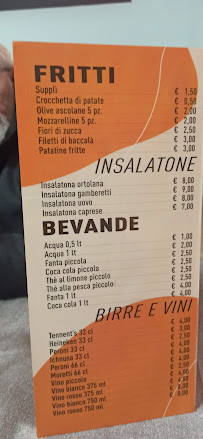 FRITTI
Supplì € 1,50
Crocchetta di patate € 0,50
Olive ascolane 5 pz. € 2,00
Mozzarelline 5 pz. € 2,00
Fiori di zucca € 2,50
Filetti di baccalà € 3,00
Patatine fritte € 3,00
INSALATONE
Insalatona ortolana € 8,00
Insalatona gamberetti € 9,00
Insalatona uovo € 8,00
Insalatona caprese € 7,00
BEVANDE
Acqua 0,5 lt € 1,00
Acqua 1 lt € 2,00
Fanta piccola € 2,50
Coca cola piccola € 2,50
Thè al limone piccolo € 2,50
Thè alla pesca piccolo € 2,50
Fanta 1 lt € 4,00
Coca cola 1 lt € 4,00
BIRRE E VINI
Tennent's 33 cl € 4,00
Heineken 33 cl € 3,00
Peroni 33 cl € 2,50
Ichnusa 33 cl
Peroni 66 cl
Moretti 66 cl
Vino piccolo
Vino bianco 375 ml
Vino rosso 375 ml
Vino bianco 750 ml
Vino rosso 750 ml